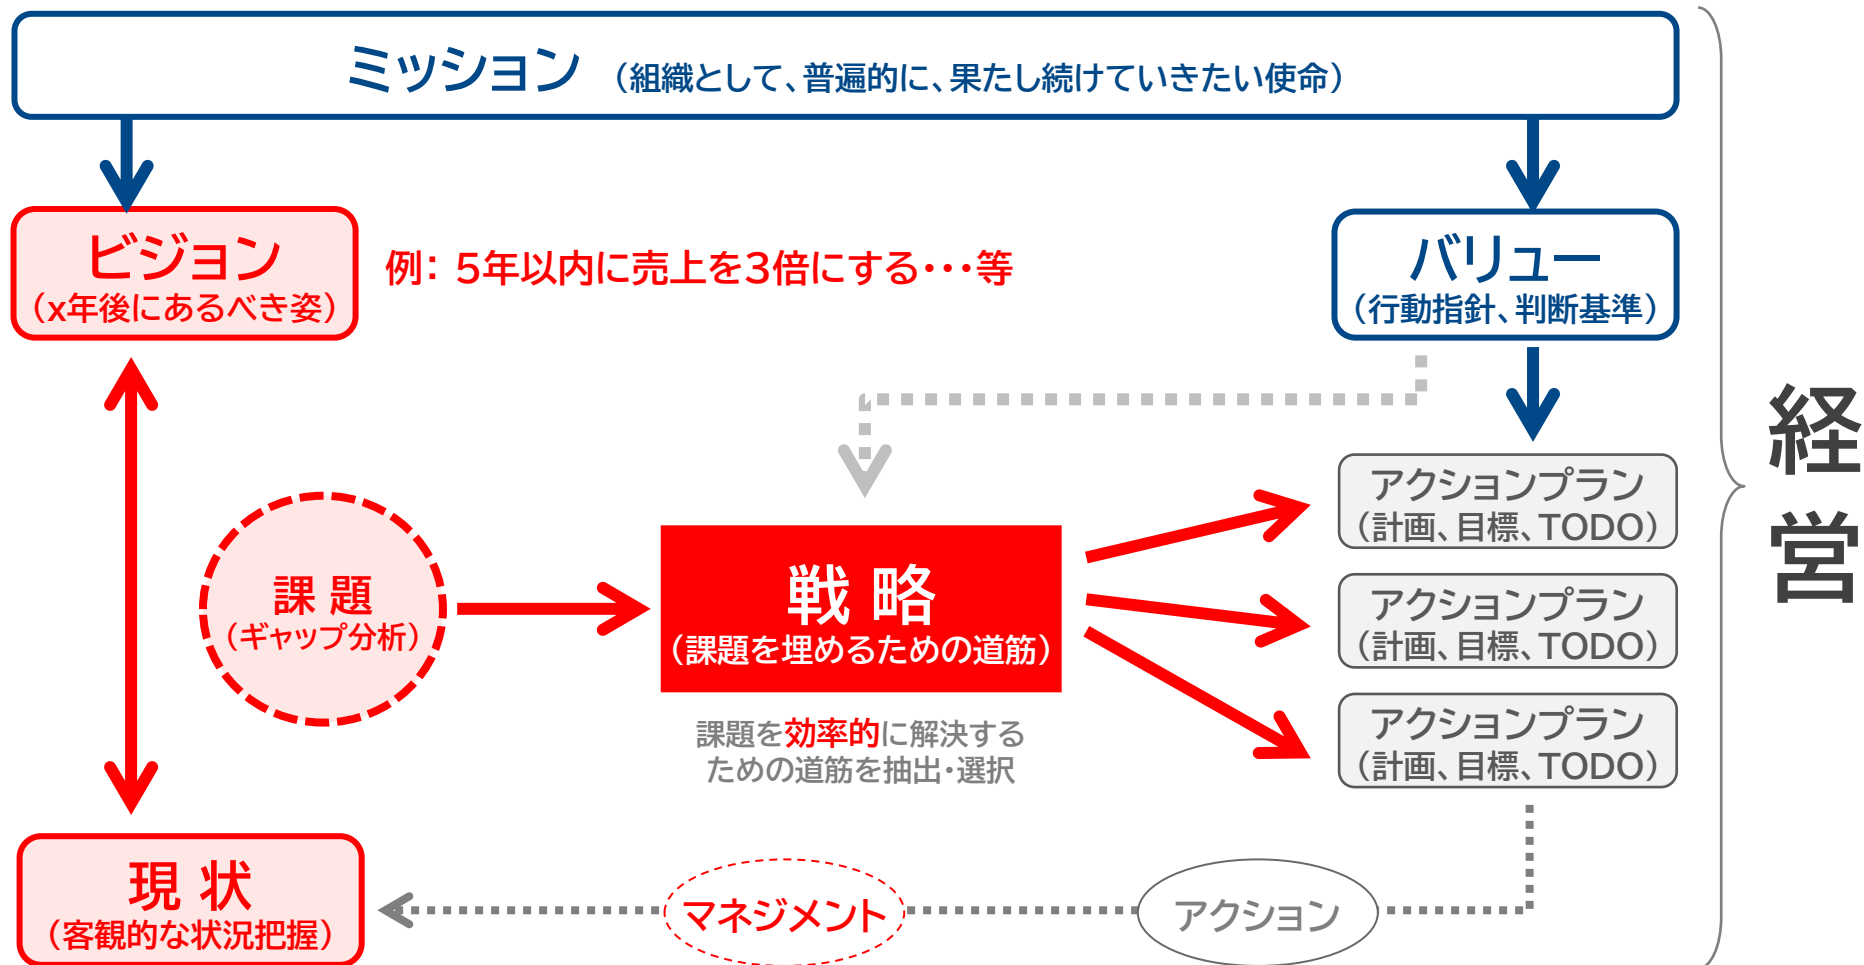 ミッション （組織として、普遍的に、果たし続けていきたい使命）
ビジョン
（x年後にあるべき姿）
例： 5年以内に売上を3倍にする・・・等
バリュー
（行動指針、判断基準）
経営
課 題
（ギャップ分析）
戦 略
（課題を埋めるための道筋）
課題を効率的に解決する
ための道筋を抽出・選択
アクションプラン
（計画、目標、TODO）
アクションプラン
（計画、目標、TODO）
アクションプラン
（計画、目標、TODO）
現 状
（客観的な状況把握）
マネジメント
アクション